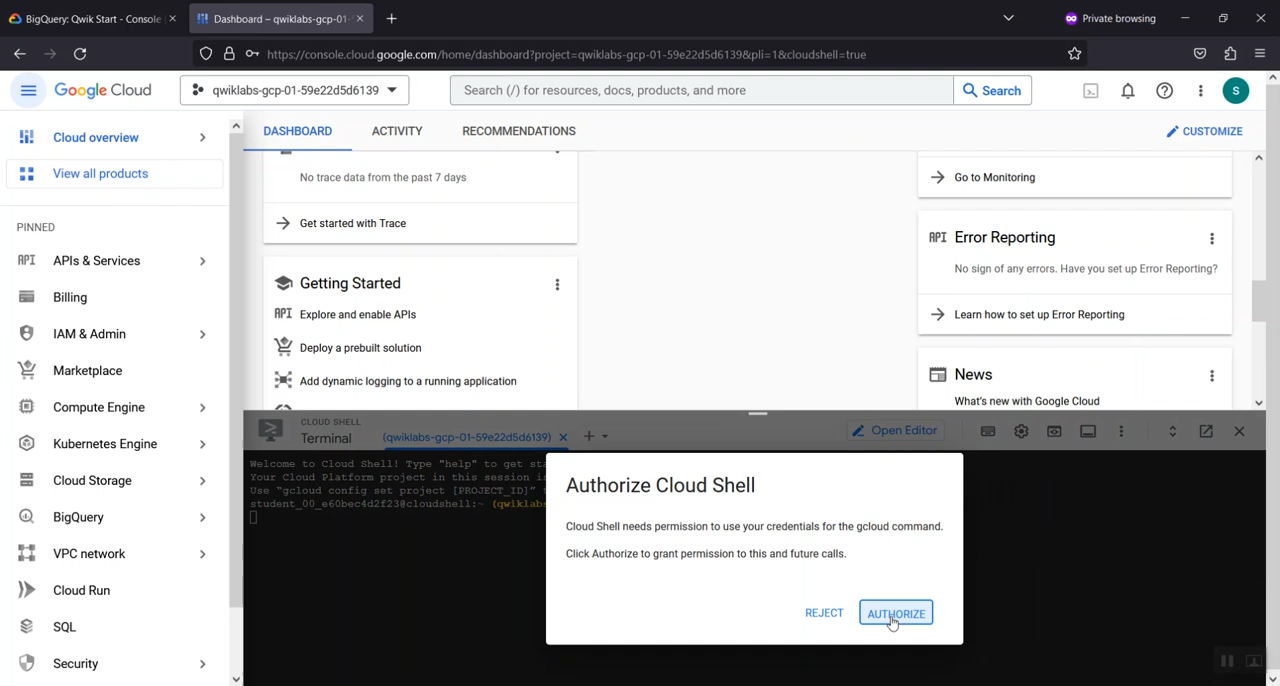 BigQuery: Qwik Start - Console
Dashboard – qwiklabs-gcp-01-
Private browsing
https://console.cloud.google.com/home/dashboard?project=qwiklabs-gcp-01-59e22d5d6139&pli=1&cloudshell=true
Google Cloud
qwiklabs-gcp-01-59e22d5d6139
Search (/) for resources, docs, products, and more
Search
S
Cloud overview
View all products
PINNED
API APIs & Services
Billing
IAM & Admin
Marketplace
Compute Engine
Kubernetes Engine
Cloud Storage
BigQuery
VPC network
Cloud Run
SQL
Security
DASHBOARD
ACTIVITY
RECOMMENDATIONS
CUSTOMIZE
No trace data from the past 7 days
Get started with Trace
Getting Started
API Explore and enable APIs
Deploy a prebuilt solution
Add dynamic logging to a running application
Go to Monitoring
API Error Reporting
No sign of any errors. Have you set up Error Reporting?
Learn how to set up Error Reporting
News
What's new with Google Cloud
CLOUD SHELL
Terminal
(qwiklabs-gcp-01-59e22d5d6139)
Open Editor
Welcome to Cloud Shell! Type "help" to get sta
Your Cloud Platform project in this session is
Use "gcloud config set project [PROJECT_ID]" t
student_00_e60bec4d2f23@cloudshell:~ (qwiklabs
Authorize Cloud Shell
Cloud Shell needs permission to use your credentials for the gcloud command.
Click Authorize to grant permission to this and future calls.
REJECT
AUTHORIZE